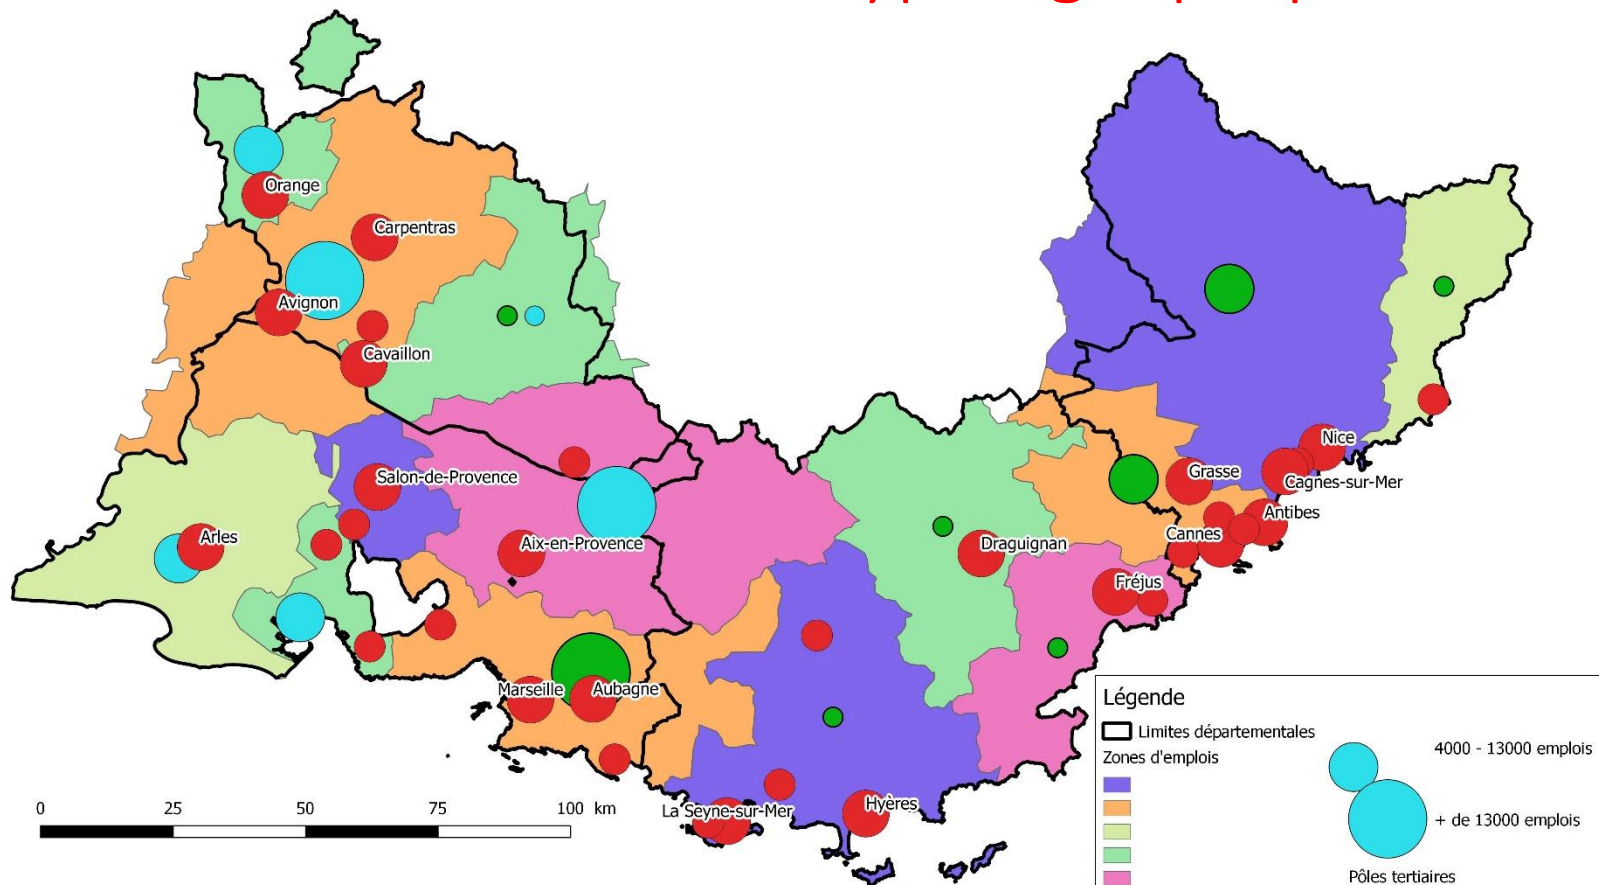 Orange
Carpentras
Avignon
Cavaillon
Nice
Grasse
Cagnes-sur-Mer
Salon-de-Provence
Antibes
Arles
Aix-en-Provence
Draguignan
Cannes
Fréjus
Marseille
Aubagne
La Seyne-sur-Mer
Hyères
0 25 50 75 100 km
Légende
Limites départementales
Zones d'emplois
4000 - 13000 emplois
+ de 13000 emplois
Pôles tertiaires